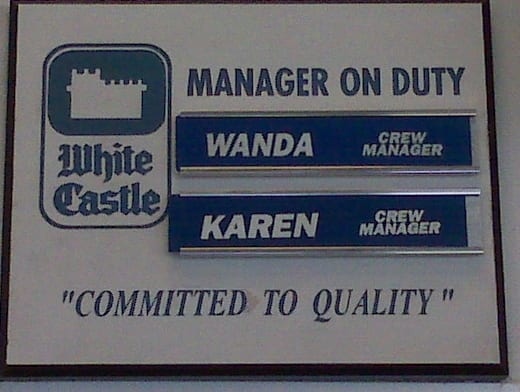 MANAGER ON DUTY
White
Castle
WANDA CREW MANAGER
KAREN CREW MANAGER
"COMMITTED TO QUALITY"